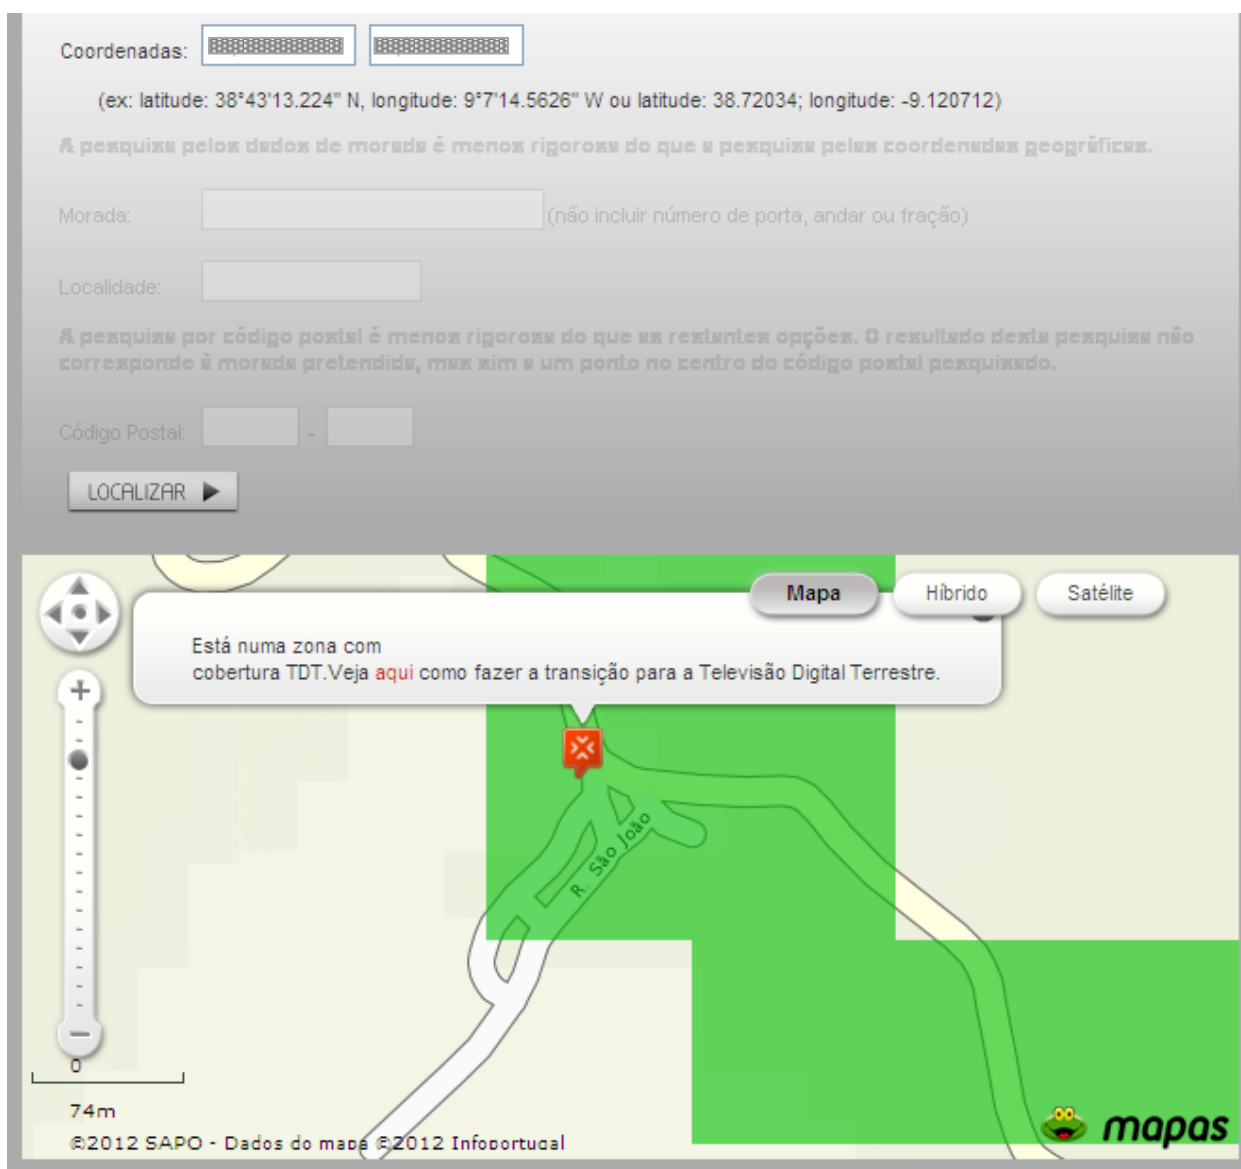 Coordenadas:
(ex: latitude: 38°43'13.224" N, longitude: 9°7'14.5626" W ou latitude: 38.72034; longitude: -9.120712)
A pesquisa pelos dados de morada é menos rigorosa do que a pesquisa pelas coordenadas geográficas.
Morada: (não incluir número de porta, andar ou fração)
Localidade:
A pesquisa por código postal é menos rigorosa do que as restantes opções. O resultado desta pesquisa não
corresponde à morada pretendida, mas sim a um ponto no centro do código postal pesquisado.
Código Postal: -
LOCALIZAR
Mapa Híbrido Satélite
Está numa zona com
cobertura TDT.Veja aqui como fazer a transição para a Televisão Digital Terrestre.
R. São João
0
74m
©2012 SAPO - Dados do mapa ©2012 Infoportugal
mapas